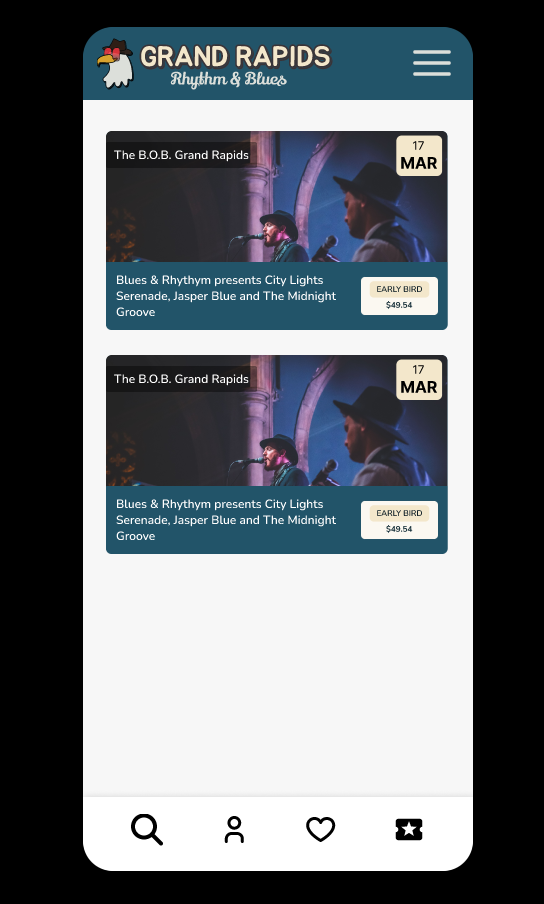 GRAND RAPIDS
Rhythm & Blues
The B.O.B. Grand Rapids
17
MAR
Blues & Rhythym presents City Lights
Serenade, Jasper Blue and The Midnight
Groove
EARLY BIRD
$49.54
The B.O.B. Grand Rapids
17
MAR
Blues & Rhythym presents City Lights
Serenade, Jasper Blue and The Midnight
Groove
EARLY BIRD
$49.54